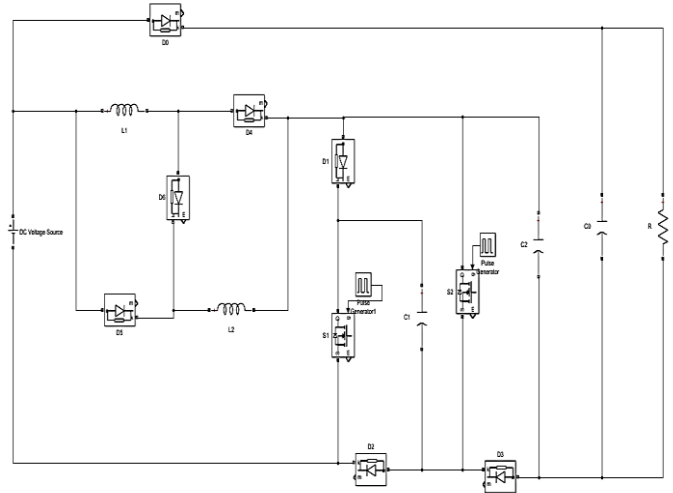 m
D0
m
L1
D4
D1
E
D6
E
DC Voltage Source
Pulse
Generator
C2
C0
R
S2
E
m
D5
L2
Pulse
Generator1
C1
S1
E
D2
m
D3
m